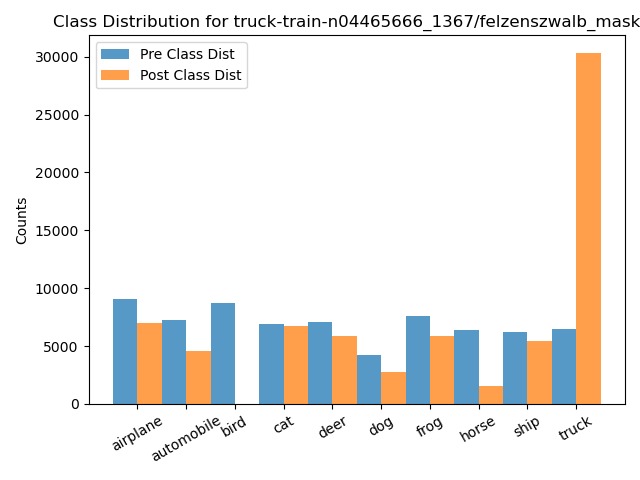 Class Distribution for truck-train-n04465666_1367/felzenszwalb_mask
Pre Class Dist
Post Class Dist
Counts
30000
25000
20000
15000
10000
5000
0
airplane
automobile
bird
cat
deer
dog
frog
horse
ship
truck